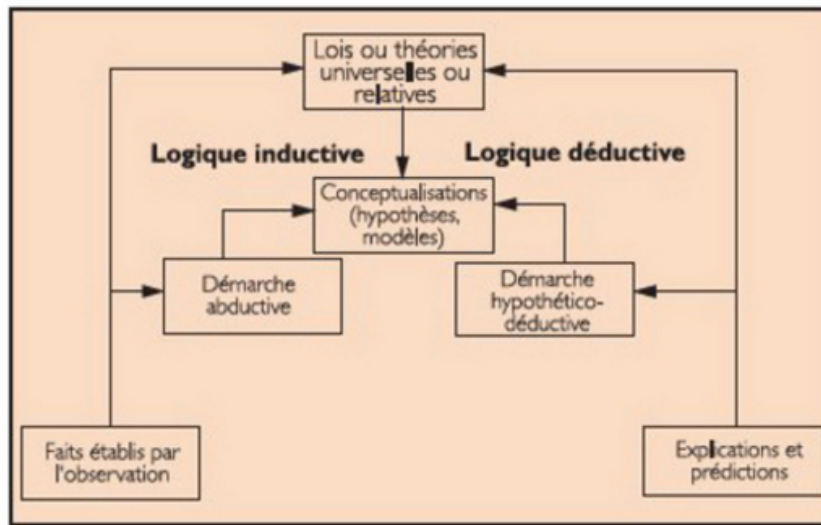 Lois ou théories
universelles ou
relatives
Logique inductive
Logique déductive
Conceptualisations
(hypothèses,
modèles)
Démarche
abductive
Démarche
hypothético-
déductive
Faits établis par
l'observation
Explications et
prédictions